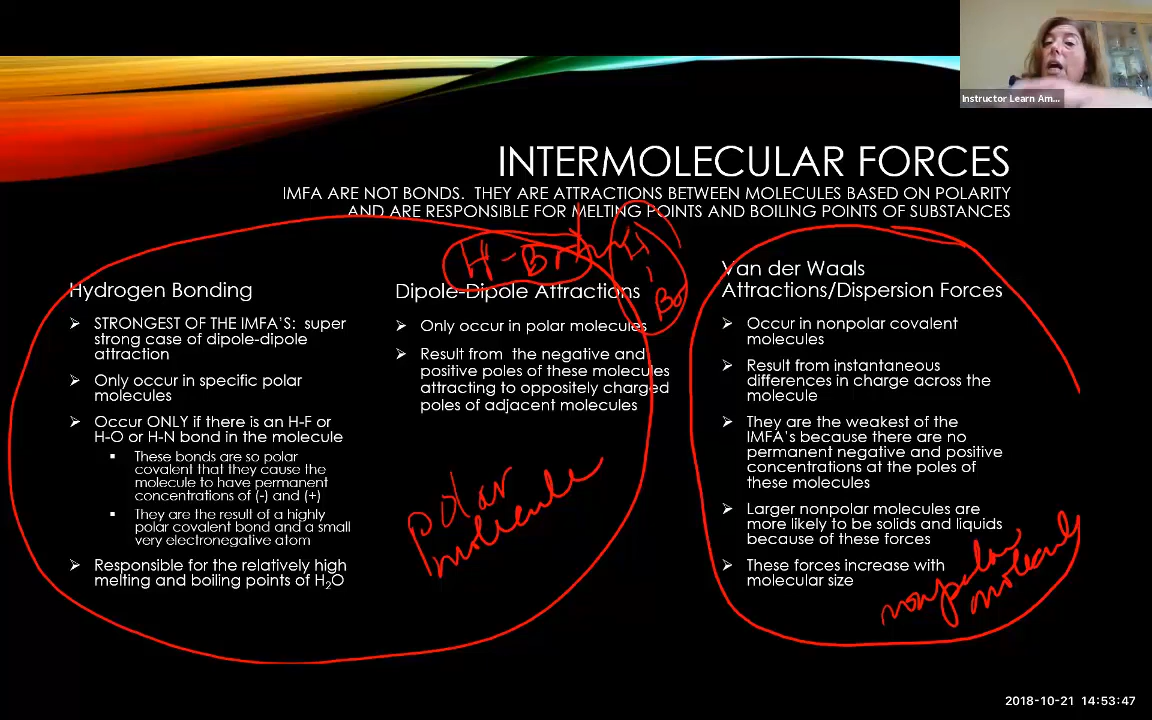 Instructor Learn Am...
INTERMOLECULAR FORCES
IMFA ARE NOT BONDS. THEY ARE ATTRACTIONS BETWEEN MOLECULES BASED ON POLARITY
AND ARE RESPONSIBLE FOR MELTING POINTS AND BOILING POINTS OF SUBSTANCES
Hydrogen Bonding
STRONGEST OF THE IMFA'S: super
strong case of dipole-dipole
attraction
Only occur in specific polar
molecules
Occur ONLY if there is an H-F or
H-O or H-N bond in the molecule
These bonds are so polar
covalent that they cause the
molecule to have permanent
concentrations of (-) and (+)
They are the result of a highly
polar covalent bond and a small
very electronegative atom
Responsible for the relatively high
melting and boiling points of H₂O
H-Br
H
Br
Dipole-Dipole Attractions
Only occur in polar molecules
Result from the negative and
positive poles of these molecules
attracting to oppositely charged
poles of adjacent molecules
polar
molecule
Van der Waals
Attractions/Dispersion Forces
Occur in nonpolar covalent
molecules
Result from instantaneous
differences in charge across the
molecule
They are the weakest of the
IMFA's because there are no
permanent negative and positive
concentrations at the poles of
these molecules
Larger nonpolar molecules are
more likely to be solids and liquids
because of these forces
These forces increase with
molecular size
nonpolar
2018-10-21 14:53:47